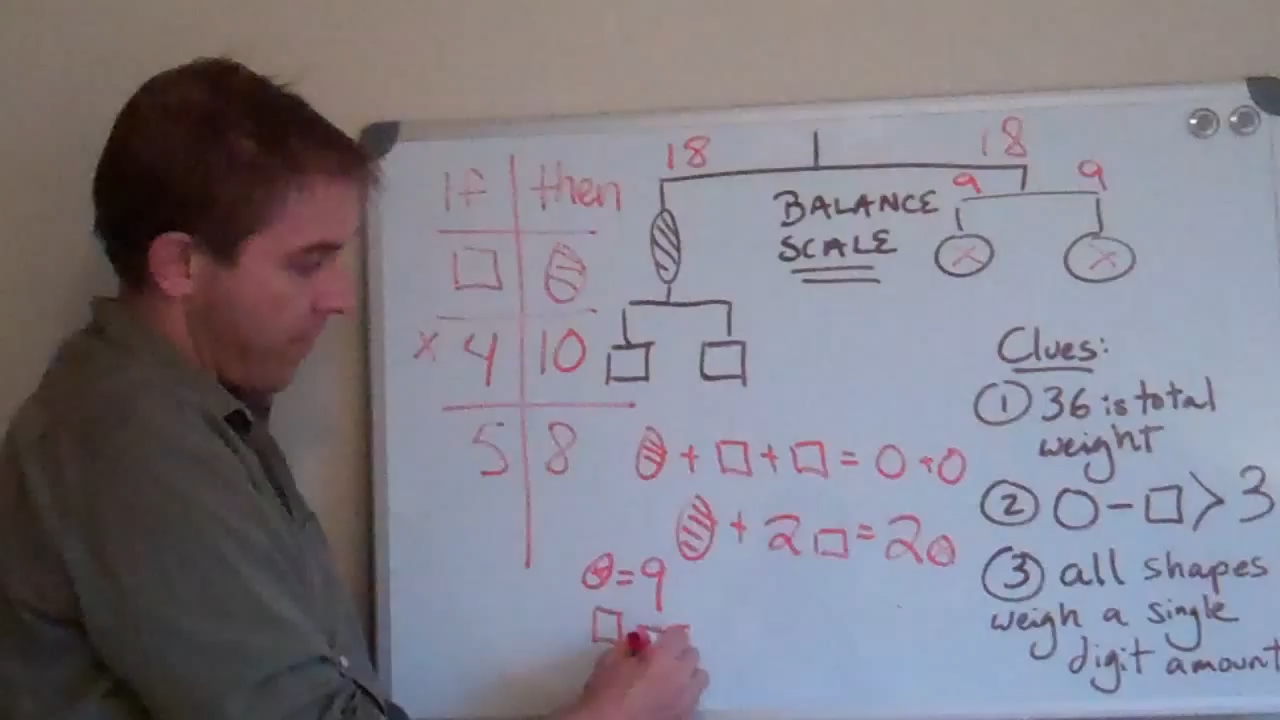 If then
□ ⊘
x 4 10
5 8
18 18
9 9
BALANCE
SCALE
x x
⊘ + □ + □ = ○ + ○
⊘ + 2□ = 2○
= 9
□
Clues:
① 36 is total
weight
② ○ - □ > 3
③ all shapes
weigh a single
digit amount